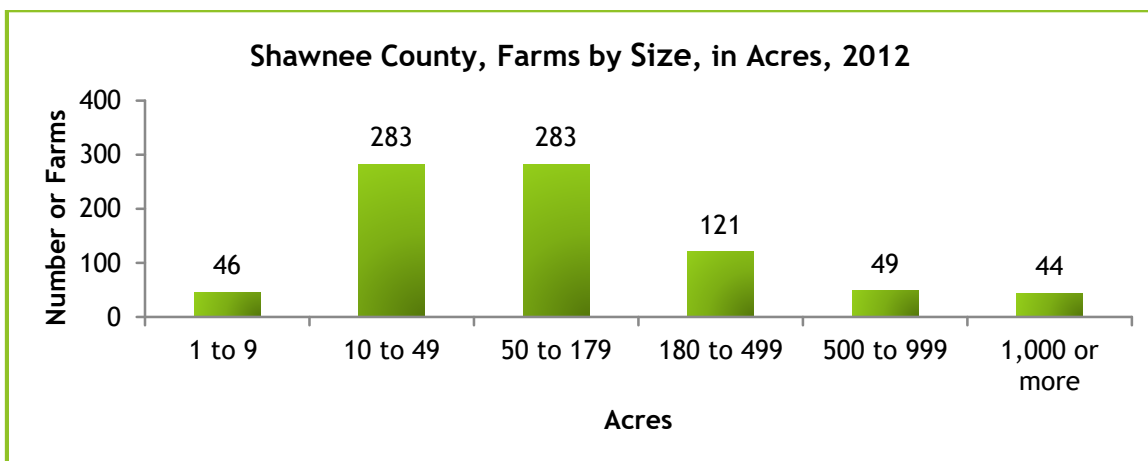 Shawnee County, Farms by Size, in Acres, 2012
Number or Farms
400
300
200
100
0
46
283
283
121
49
44
1 to 9
10 to 49
50 to 179
180 to 499
500 to 999
1,000 or
more
Acres